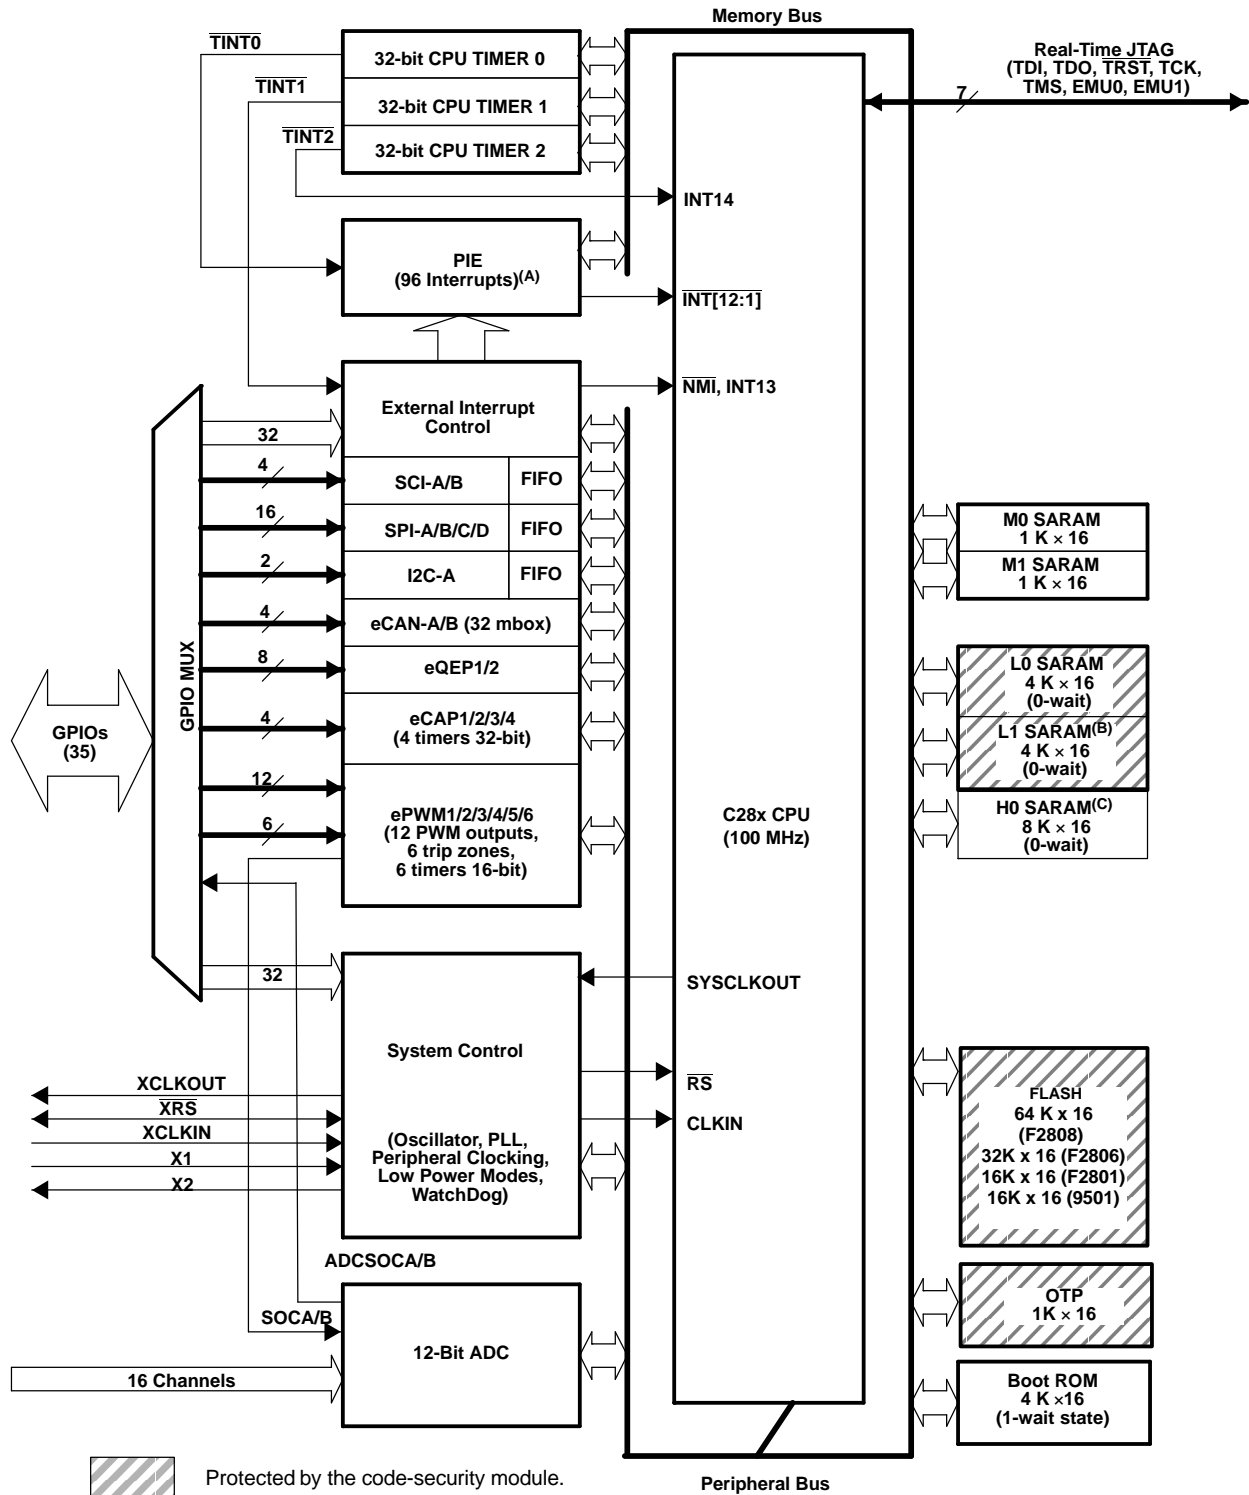 Memory Bus
TINT0
32-bit CPU TIMER 0
TINT1
32-bit CPU TIMER 1
TINT2
32-bit CPU TIMER 2
Real-Time JTAG
(TDI, TDO, TRST, TCK,
TMS, EMU0, EMU1)
7
INT14
PIE
(96 Interrupts)(A)
INT[12:1]
NMI, INT13
External Interrupt
Control
32
4
SCI-A/B
FIFO
16
SPI-A/B/C/D
FIFO
2
I2C-A
FIFO
4
eCAN-A/B (32 mbox)
8
eQEP1/2
4
eCAP1/2/3/4
(4 timers 32-bit)
12
6
ePWM1/2/3/4/5/6
(12 PWM outputs,
6 trip zones,
6 timers 16-bit)
GPIO MUX
GPIOs
(35)
C28x CPU
(100 MHz)
M0 SARAM
1 K × 16
M1 SARAM
1 K × 16
L0 SARAM
4 K × 16
(0-wait)
L1 SARAM(B)
4 K × 16
(0-wait)
H0 SARAM(C)
8 K × 16
(0-wait)
32
SYSCLKOUT
System Control
RS
CLKIN
(Oscillator, PLL,
Peripheral Clocking,
Low Power Modes,
WatchDog)
XCLKOUT
XRS
XCLKIN
X1
X2
FLASH
64 K x 16
(F2808)
32K x 16 (F2806)
16K x 16 (F2801)
16K x 16 (9501)
ADCSOCA/B
SOCA/B
12-Bit ADC
16 Channels
OTP
1K × 16
Boot ROM
4 K ×16
(1-wait state)
Protected by the code-security module.
Peripheral Bus